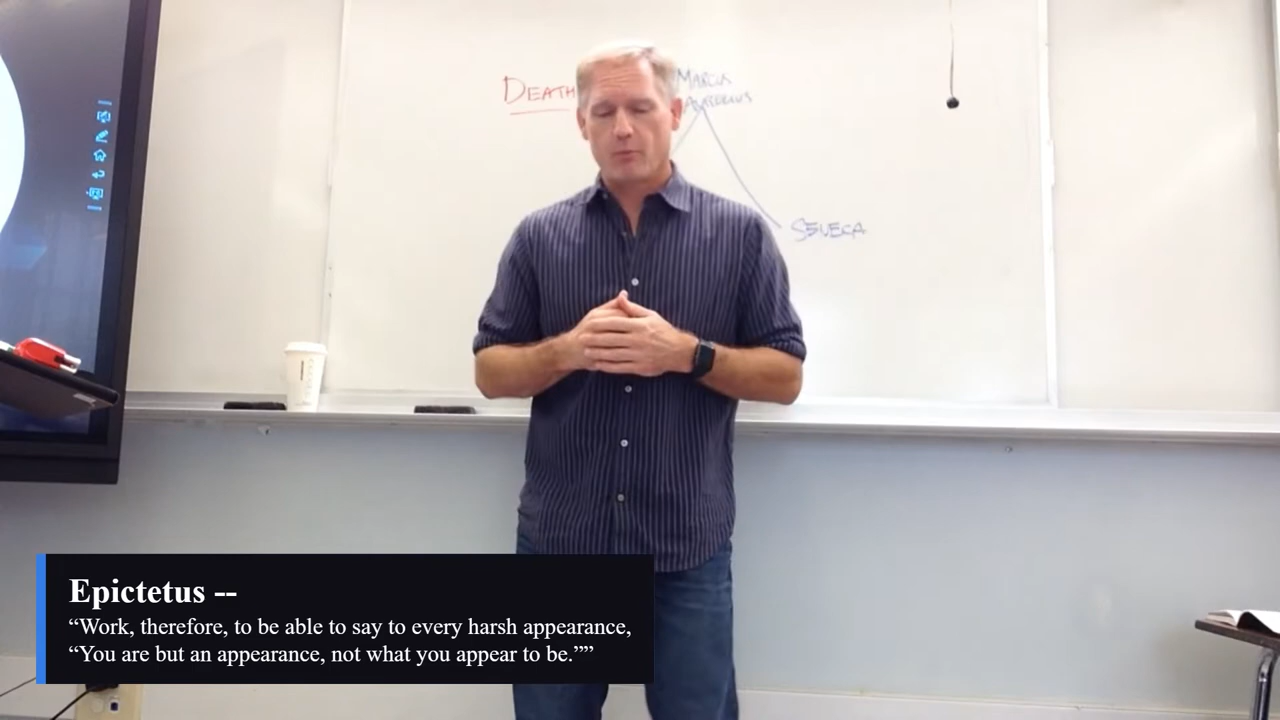 DEATH
MARCUS
AURELIUS
SENECA
Epictetus --
“Work, therefore, to be able to say to every harsh appearance,
“You are but an appearance, not what you appear to be.””